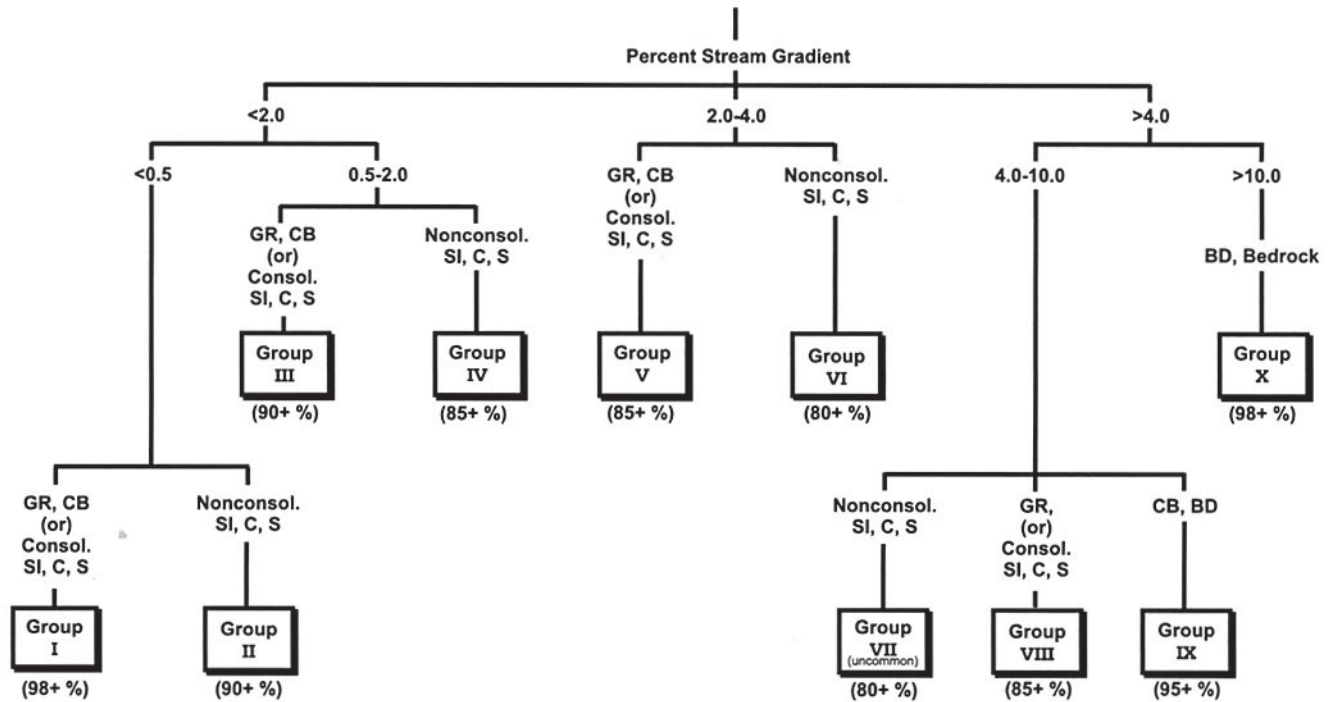 Percent Stream Gradient
<2.0
2.0-4.0
>4.0
<0.5
0.5-2.0
GR, CB
(or)
Consol.
SI, C, S
Nonconsol.
SI, C, S
4.0-10.0
>10.0
GR, CB
(or)
Consol.
SI, C, S
Nonconsol.
SI, C, S
BD, Bedrock
Group
III
(90+ %)
Group
IV
(85+ %)
Group
V
(85+ %)
Group
VI
(80+ %)
Group
X
(98+ %)
GR, CB
(or)
Consol.
SI, C, S
Nonconsol.
SI, C, S
Nonconsol.
SI, C, S
GR,
(or)
Consol.
SI, C, S
CB, BD
Group
I
(98+ %)
Group
II
(90+ %)
Group
VII
(uncommon)
(80+ %)
Group
VIII
(85+ %)
Group
IX
(95+ %)